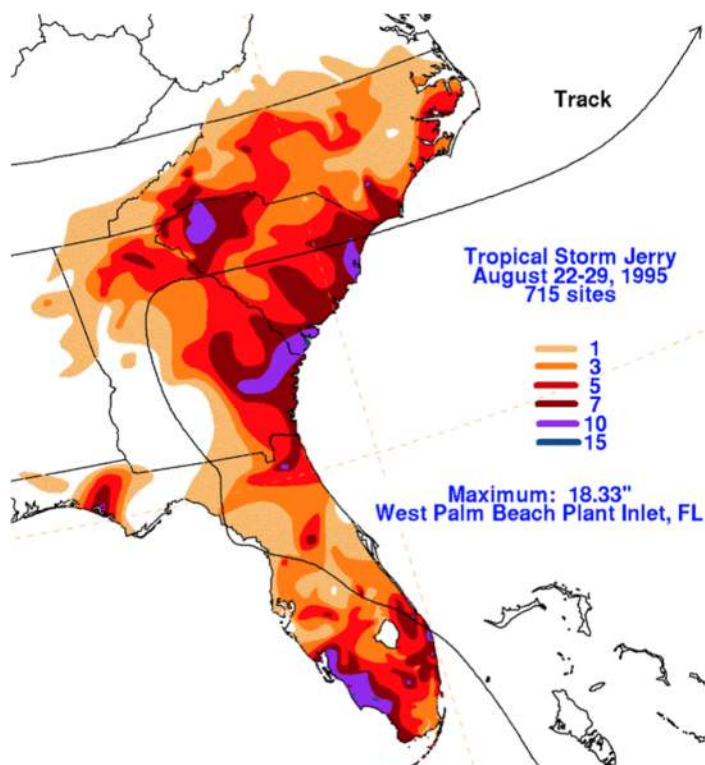 Track
Tropical Storm Jerry
August 22-29, 1995
715 sites
1
3
5
7
10
15
Maximum: 18.33"
West Palm Beach Plant Inlet, FL